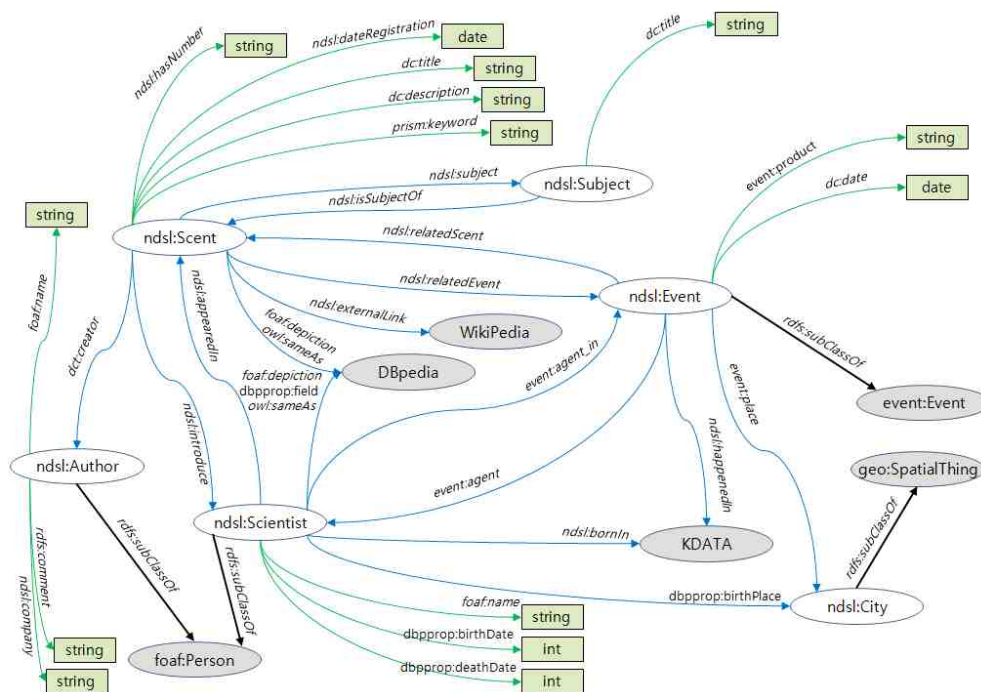 dc:title
string
ndsl:dateRegistration
date
ndsl:hasNumber
string
dc:title
string
dc:description
string
prism:keyword
string
event:product
string
ndsl:subject
ndsl:Subject
dc:date
date
ndsl:isSubjectOf
string
ndsl:Scent
ndsl:relatedScent
ndsl:relatedEvent
ndsl:Event
foaf:name
ndsl:appearedIn
ndsl:externalLink
WikiPedia
rdfs:subClassOf
dct:creator
foaf:depiction
owl:sameAs
DBpedia
event:agent_in
foaf:depiction
dbpprop:field
owl:sameAs
event:place
event:Event
ndsl:introduce
ndsl:happenedIn
ndsl:Author
event:agent
geo:SpatialThing
ndsl:Scientist
ndsl:bornIn
KDATA
rdfs:subClassOf
rdfs:comment
ndsl:company
rdfs:subClassOf
rdfs:subClassOf
foaf:name
string
dbpprop:birthPlace
ndsl:City
dbpprop:birthDate
int
string
foaf:Person
dbpprop:deathDate
int
string